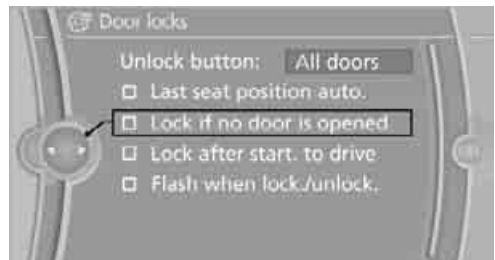 Door locks
Unlock button: All doors
Last seat position auto.
Lock if no door is opened
Lock after start. to drive
Flash when lock./unlock.